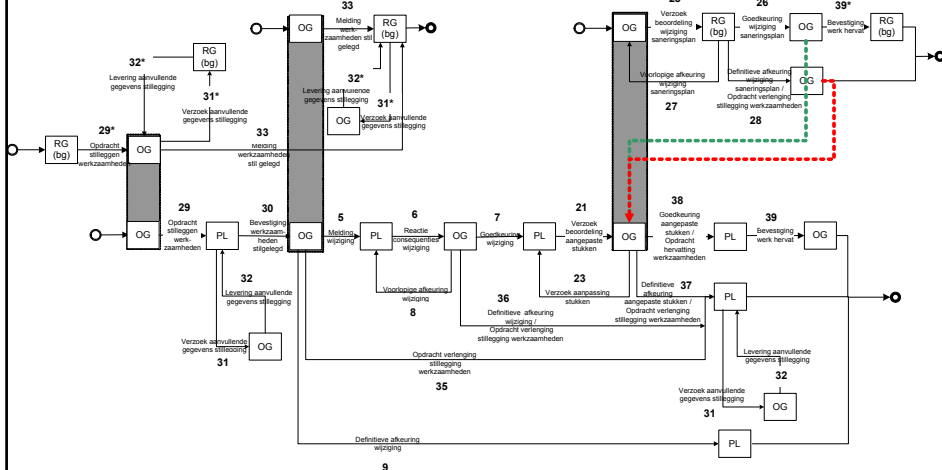 33
OG
Melding
werk-
zaamheden stil
gelegd
RG
(bg)
RG
(bg)
32*
Levering aanvullende
gegevens stillegging
31*
Verzoek aanvullende
gegevens stillegging
32*
Levering aanvullende
gegevens stillegging
31*
OG
Verzoek aanvullende
gegevens stillegging
29*
RG
(bg)
Opdracht
stilleggen
werkzaamheden
OG
33
Melding
werkzaamheden
stil gelegd
OG
Verzoek
beoordeling
wijziging
saneringsplan
RG
(bg)
26
Goedkeuring
wijziging
saneringsplan
OG
39*
Bevestiging
werk hervat
RG
(bg)
Voorlopige afkeuring
wijziging
saneringsplan
27
Definitieve afkeuring
wijziging
saneringsplan /
Opdracht verlenging
stillegging werkzaamheden
OG
28
OG
29
Opdracht
stilleggen
werk-
zaamheden
PL
30
Bevestiging
werkzaam-
heden
stilgelegd
OG
5
Melding
wijziging
PL
6
Reactie
consequenties
wijziging
OG
7
Goedkeuring
wijziging
PL
21
Verzoek
beoordeling
aangepaste
stukken
OG
38
Goedkeuring
aangepaste
stukken /
Opdracht
hervatting
werkzaamheden
PL
39
Bevestiging
werk hervat
OG
32
Levering aanvullende
gegevens stillegging
Verzoek aanvullende
gegevens stillegging
31
OG
Voorlopige afkeuring
wijziging
8
23
Verzoek aanpassing
stukken
36
Definitieve afkeuring
wijziging /
Opdracht verlenging
stillegging werkzaamheden
37
Definitieve
afkeuring
aangepaste stukken /
Opdracht verlenging
stillegging werkzaamheden
PL
Opdracht verlenging
stillegging
werkzaamheden
35
Levering aanvullende
gegevens stillegging
32
Verzoek aanvullende
gegevens stillegging
31
OG
Definitieve afkeuring
wijziging
9
PL